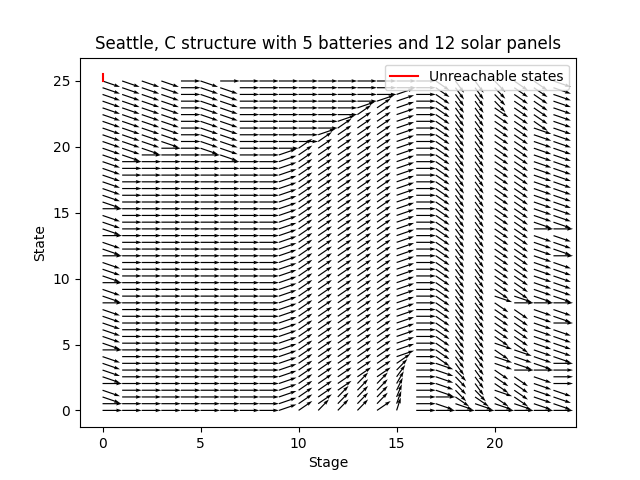 Seattle, C structure with 5 batteries and 12 solar panels
Unreachable states
25
20
15
10
5
0
State
0 5 10 15 20
Stage